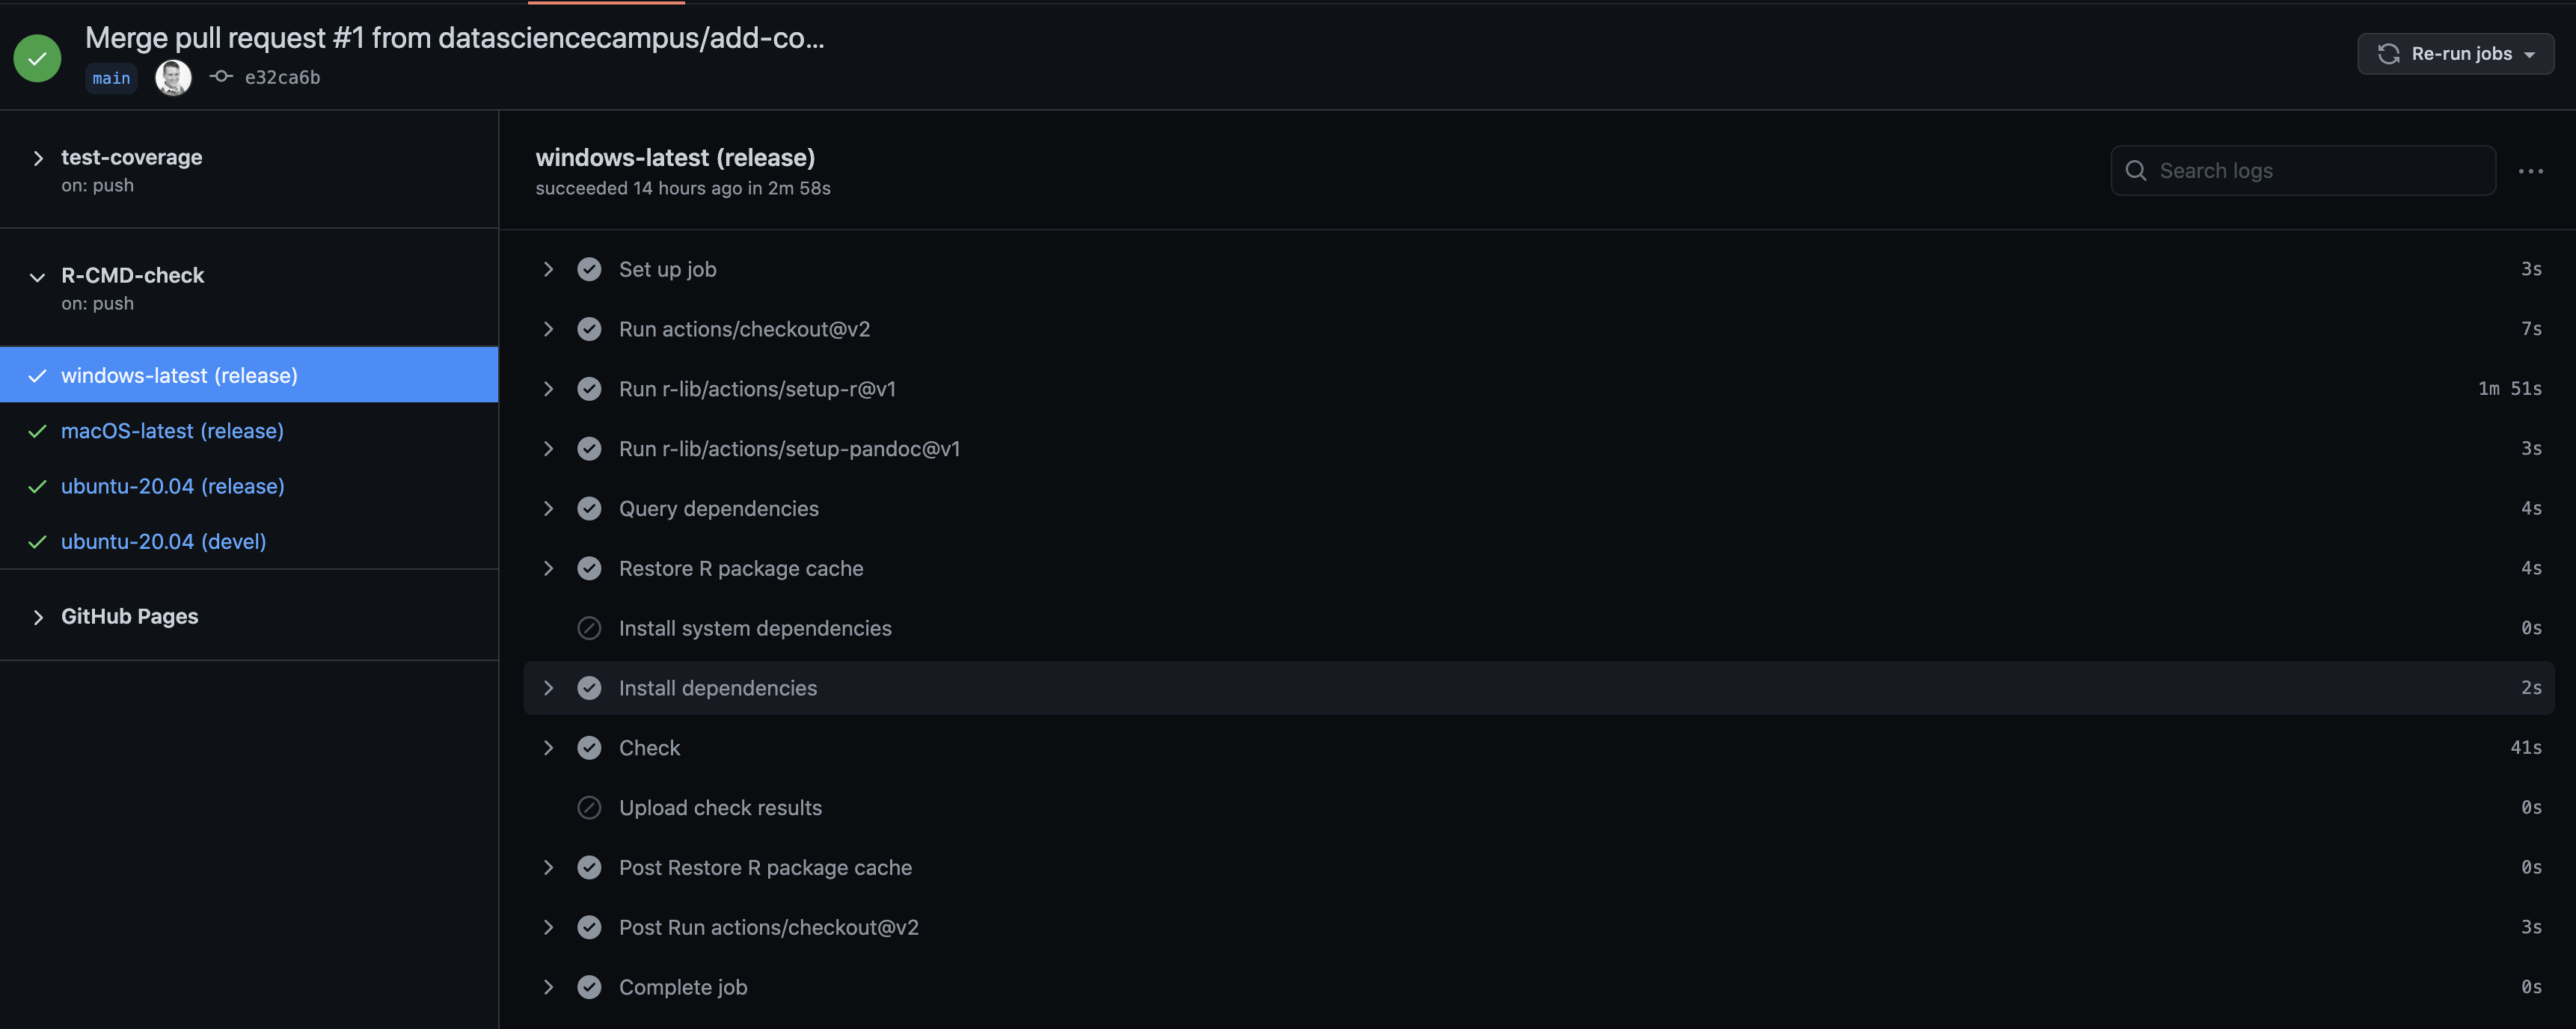 Merge pull request #1 from datasciencecampus/add-co...
main e32ca6b
Re-run jobs
test-coverage
on: push
R-CMD-check
on: push
windows-latest (release)
macOS-latest (release)
ubuntu-20.04 (release)
ubuntu-20.04 (devel)
GitHub Pages
windows-latest (release)
succeeded 14 hours ago in 2m 58s
Search logs
Set up job 3s
Run actions/checkout@v2 7s
Run r-lib/actions/setup-r@v1 1m 51s
Run r-lib/actions/setup-pandoc@v1 3s
Query dependencies 4s
Restore R package cache 4s
Install system dependencies 0s
Install dependencies 2s
Check 41s
Upload check results 0s
Post Restore R package cache 0s
Post Run actions/checkout@v2 3s
Complete job 0s